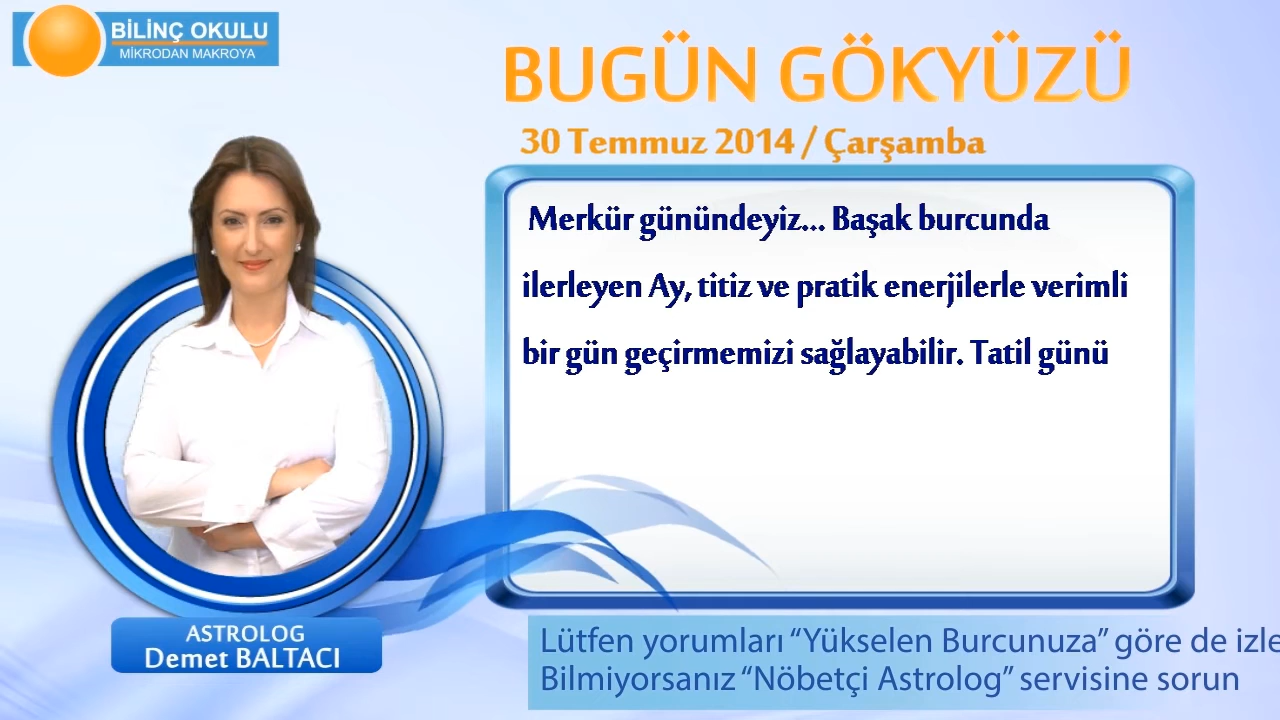 BİLİNÇ OKULU
MİKRODAN MAKROYA
BUGÜN GÖKYÜZÜ
30 Temmuz 2014 / Çarşamba
Merkür günündeyiz... Başak burcunda
ilerleyen Ay, titiz ve pratik enerjilerle verimli
bir gün geçirmemizi sağlayabilir. Tatil günü
ASTROLOG
Demet BALTACI
Lütfen yorumları “Yükselen Burcunuza” göre de izle
Bilmiyorsanız “Nöbetçi Astrolog” servisine sorun